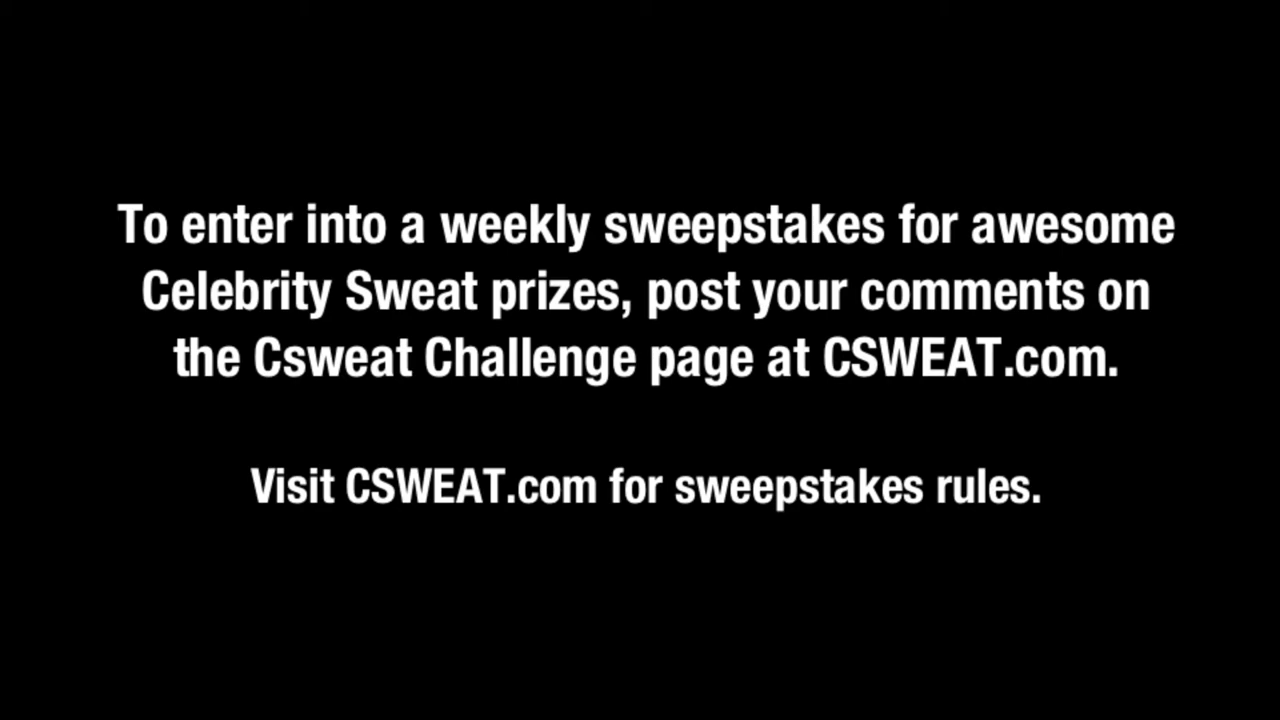 To enter into a weekly sweepstakes for awesome
Celebrity Sweat prizes, post your comments on
the Csweat Challenge page at CSWEAT.com.
Visit CSWEAT.com for sweepstakes rules.